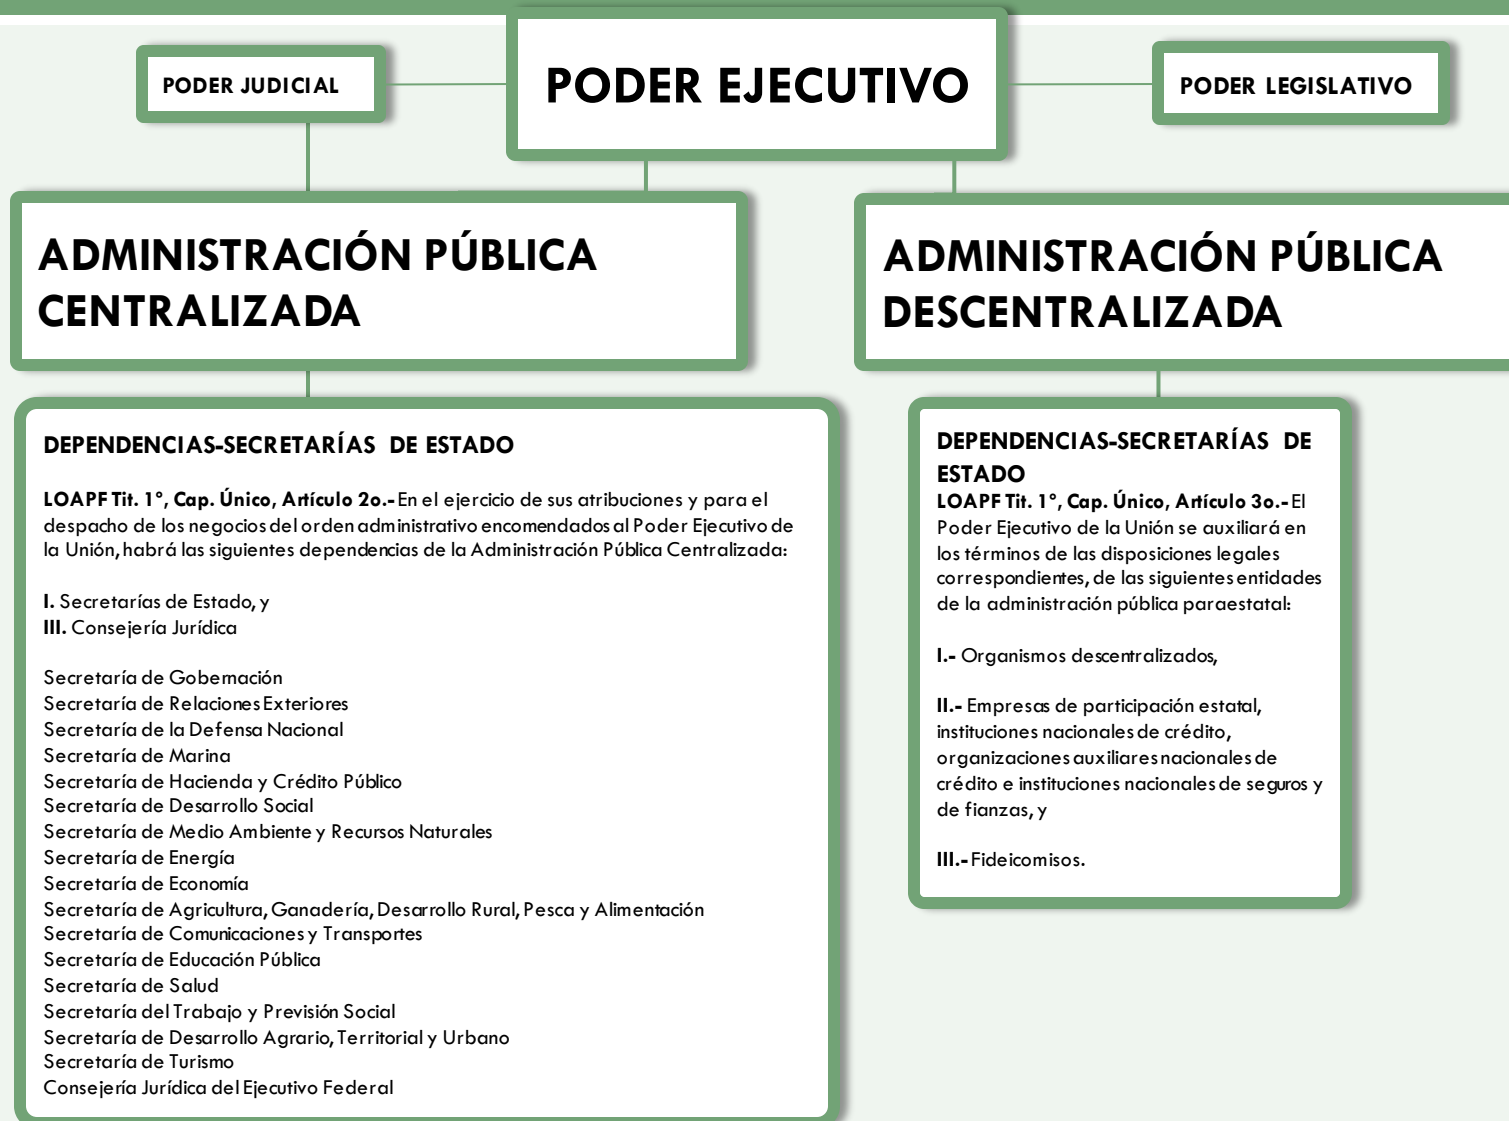 PODER JUDICIAL
PODER EJECUTIVO
PODER LEGISLATIVO
ADMINISTRACIÓN PÚBLICA
CENTRALIZADA
ADMINISTRACIÓN PÚBLICA
DESCENTRALIZADA
DEPENDENCIAS-SECRETARÍAS DE ESTADO
LOAPF Tit. 1°, Cap. Único, Artículo 2o.- En el ejercicio de sus atribuciones y para el
despacho de los negocios del orden administrativo encomendados al Poder Ejecutivo de
la Unión, habrá las siguientes dependencias de la Administración Pública Centralizada:
I. Secretarías de Estado, y
III. Consejería Jurídica
Secretaría de Gobernación
Secretaría de Relaciones Exteriores
Secretaría de la Defensa Nacional
Secretaría de Marina
Secretaría de Hacienda y Crédito Público
Secretaría de Desarrollo Social
Secretaría de Medio Ambiente y Recursos Naturales
Secretaría de Energía
Secretaría de Economía
Secretaría de Agricultura, Ganadería, Desarrollo Rural, Pesca y Alimentación
Secretaría de Comunicaciones y Transportes
Secretaría de Educación Pública
Secretaría de Salud
Secretaría del Trabajo y Previsión Social
Secretaría de Desarrollo Agrario, Territorial y Urbano
Secretaría de Turismo
Consejería Jurídica del Ejecutivo Federal
DEPENDENCIAS-SECRETARÍAS DE
ESTADO
LOAPF Tit. 1°, Cap. Único, Artículo 3o.- El
Poder Ejecutivo de la Unión se auxiliará en
los términos de las disposiciones legales
correspondientes, de las siguientes entidades
de la administración pública paraestatal:
I.- Organismos descentralizados,
II.- Empresas de participación estatal,
instituciones nacionales de crédito,
organizaciones auxiliares nacionales de
crédito e instituciones nacionales de seguros y
de fianzas, y
III.- Fideicomisos.